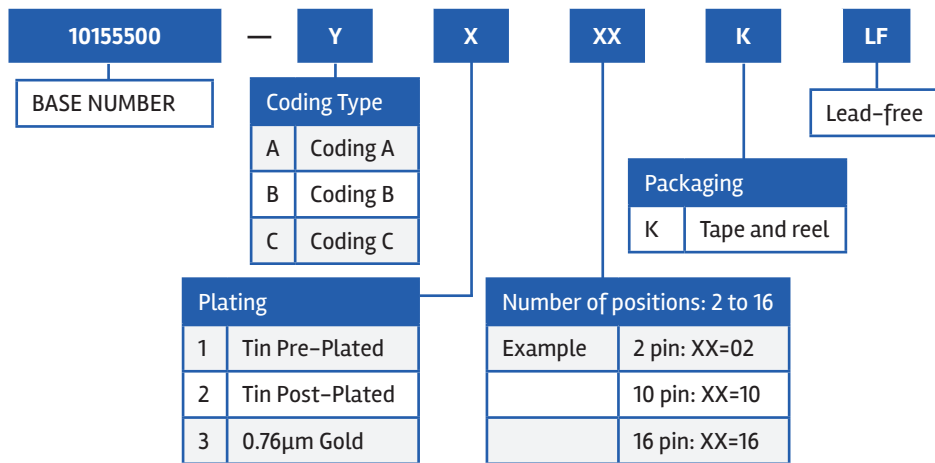 10155500 — Y X XX K LF
BASE NUMBER
Coding Type
A Coding A
B Coding B
C Coding C
Lead-free
Packaging
K Tape and reel
Plating
1 Tin Pre-Plated
2 Tin Post-Plated
3 0.76µm Gold
Number of positions: 2 to 16
Example 2 pin: XX=02
10 pin: XX=10
16 pin: XX=16